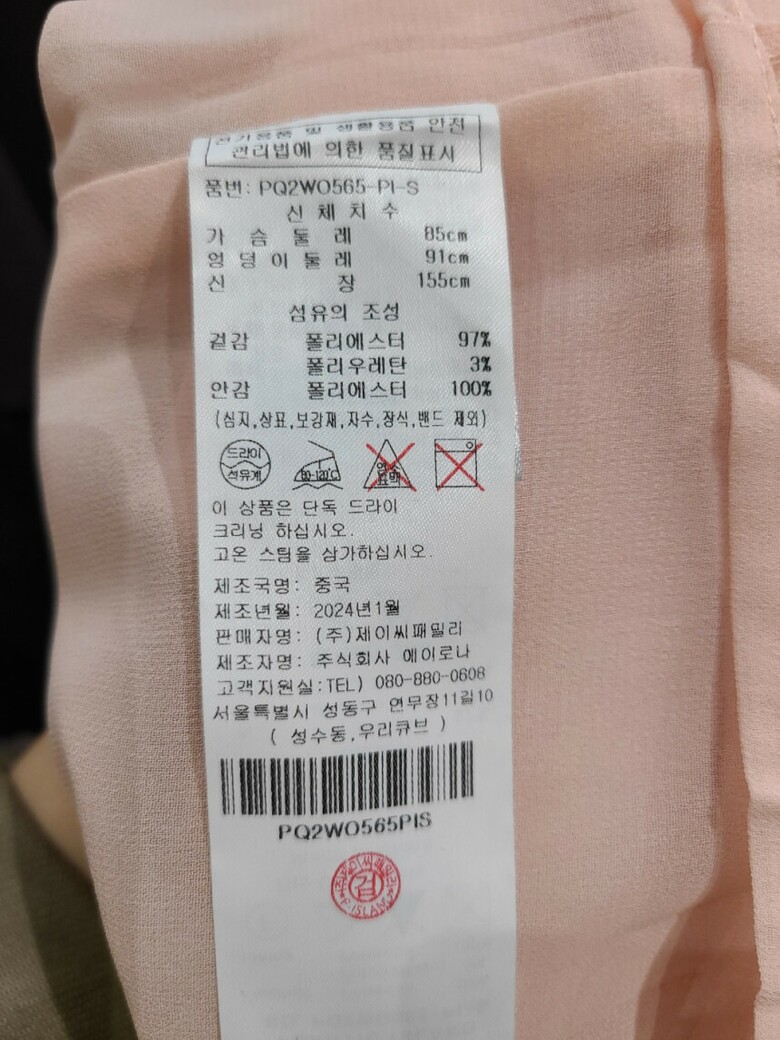 전기용품 및 생활용품 안전
관리법에 의한 품질표시
품번: PQ2WO565-PI-S
신체치수
가슴둘레 85cm
엉덩이둘레 91cm
신장 155cm
섬유의 조성
겉감 폴리에스터 97%
폴리우레탄 3%
안감 폴리에스터 100%
(심지,상표,보강재,자수,장식,밴드 제외)
드라이
석유계
80-120℃
염소
표백
이 상품은 단독 드라이
크리닝 하십시오.
고온 스팀을 삼가하십시오.
제조국명: 중국
제조년월: 2024년1월
판매자명: (주)제이씨패밀리
제조자명: 주식회사 에이로나
고객지원실:TEL) 080-880-0608
서울특별시 성동구 연무장11길10
( 성수동,우리큐브 )
PQ2WO565PIS
검